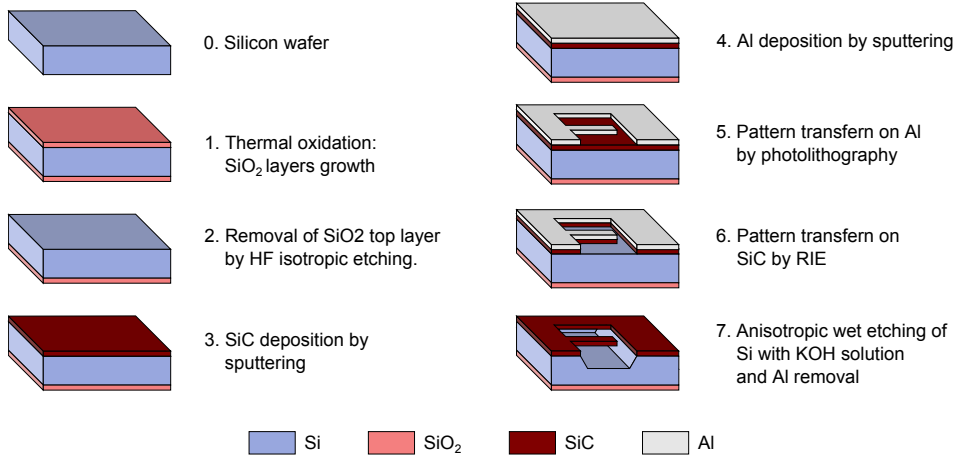 0. Silicon wafer
1. Thermal oxidation:
SiO₂ layers growth
2. Removal of SiO2 top layer
by HF isotropic etching.
3. SiC deposition by
sputtering
4. Al deposition by sputtering
5. Pattern transfern on Al
by photolithography
6. Pattern transfern on
SiC by RIE
7. Anisotropic wet etching of
Si with KOH solution
and Al removal
Si
SiO₂
SiC
Al